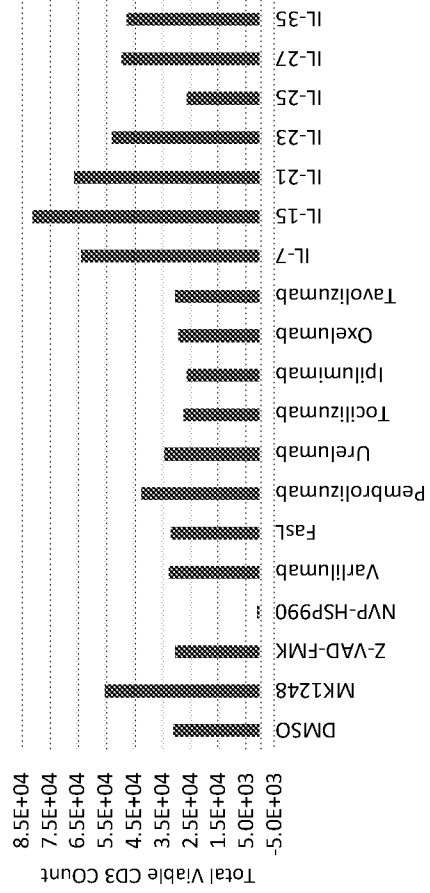 Total Viable CD3 COunt
8.5E+04
7.5E+04
6.5E+04
5.5E+04
4.5E+04
3.5E+04
2.5E+04
1.5E+04
5.0E+03
-5.0E+03
DMSO
MK1248
Z-VAD-FMK
NVP-HSP990
Varlilumab
FasL
Pembrolizumab
Urelumab
Tocilizumab
Ipilumimab
Oxelumab
Tavolizumab
IL-7
IL-15
IL-21
IL-23
IL-25
IL-27
IL-35